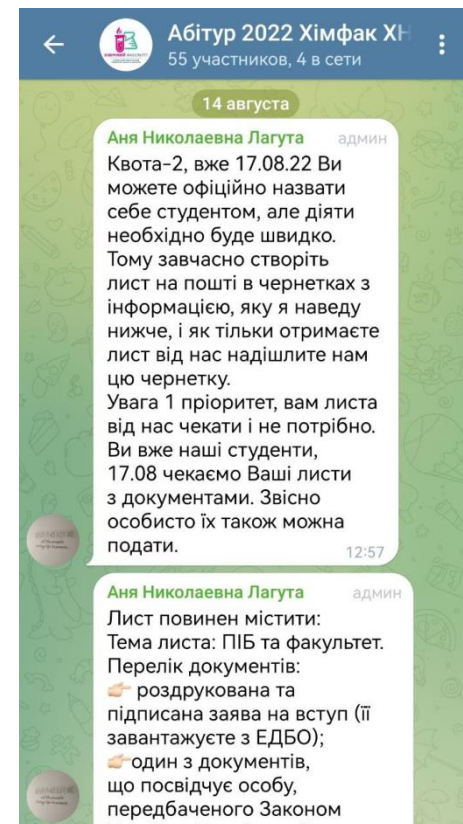 Абітур 2022 Хімфак ХН
55 участников, 4 в сети
14 августа
Аня Николаевна Лагута админ
Квота-2, вже 17.08.22 Ви
можете офіційно назвати
себе студентом, але діяти
необхідно буде швидко.
Тому завчасно створіть
лист на пошті в чернетках з
інформацією, яку я наведу
нижче, і як тільки отримаєте
лист від нас надішлите нам
цю чернетку.
Увага 1 пріоритет, вам листа
від нас чекати і не потрібно.
Ви вже наші студенти,
17.08 чекаємо Ваші листи
з документами. Звісно
особисто їх також можна
подати.
12:57
Аня Николаевна Лагута админ
Лист повинен містити:
Тема листа: ПІБ та факультет.
Перелік документів:
👉🏻 роздрукована та
підписана заява на вступ (її
завантажуєте з ЕДБО);
👉🏻один з документів,
що посвідчує особу,
передбаченого Законом